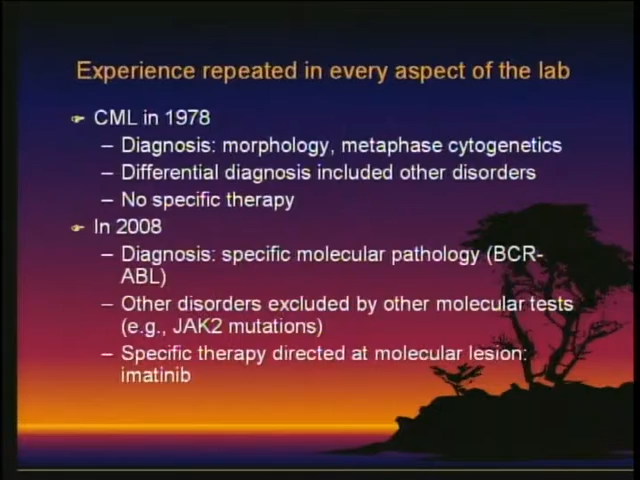 Experience repeated in every aspect of the lab
CML in 1978
– Diagnosis: morphology, metaphase cytogenetics
– Differential diagnosis included other disorders
– No specific therapy
In 2008
– Diagnosis: specific molecular pathology (BCR-
ABL)
– Other disorders excluded by other molecular tests
(e.g., JAK2 mutations)
– Specific therapy directed at molecular lesion:
imatinib